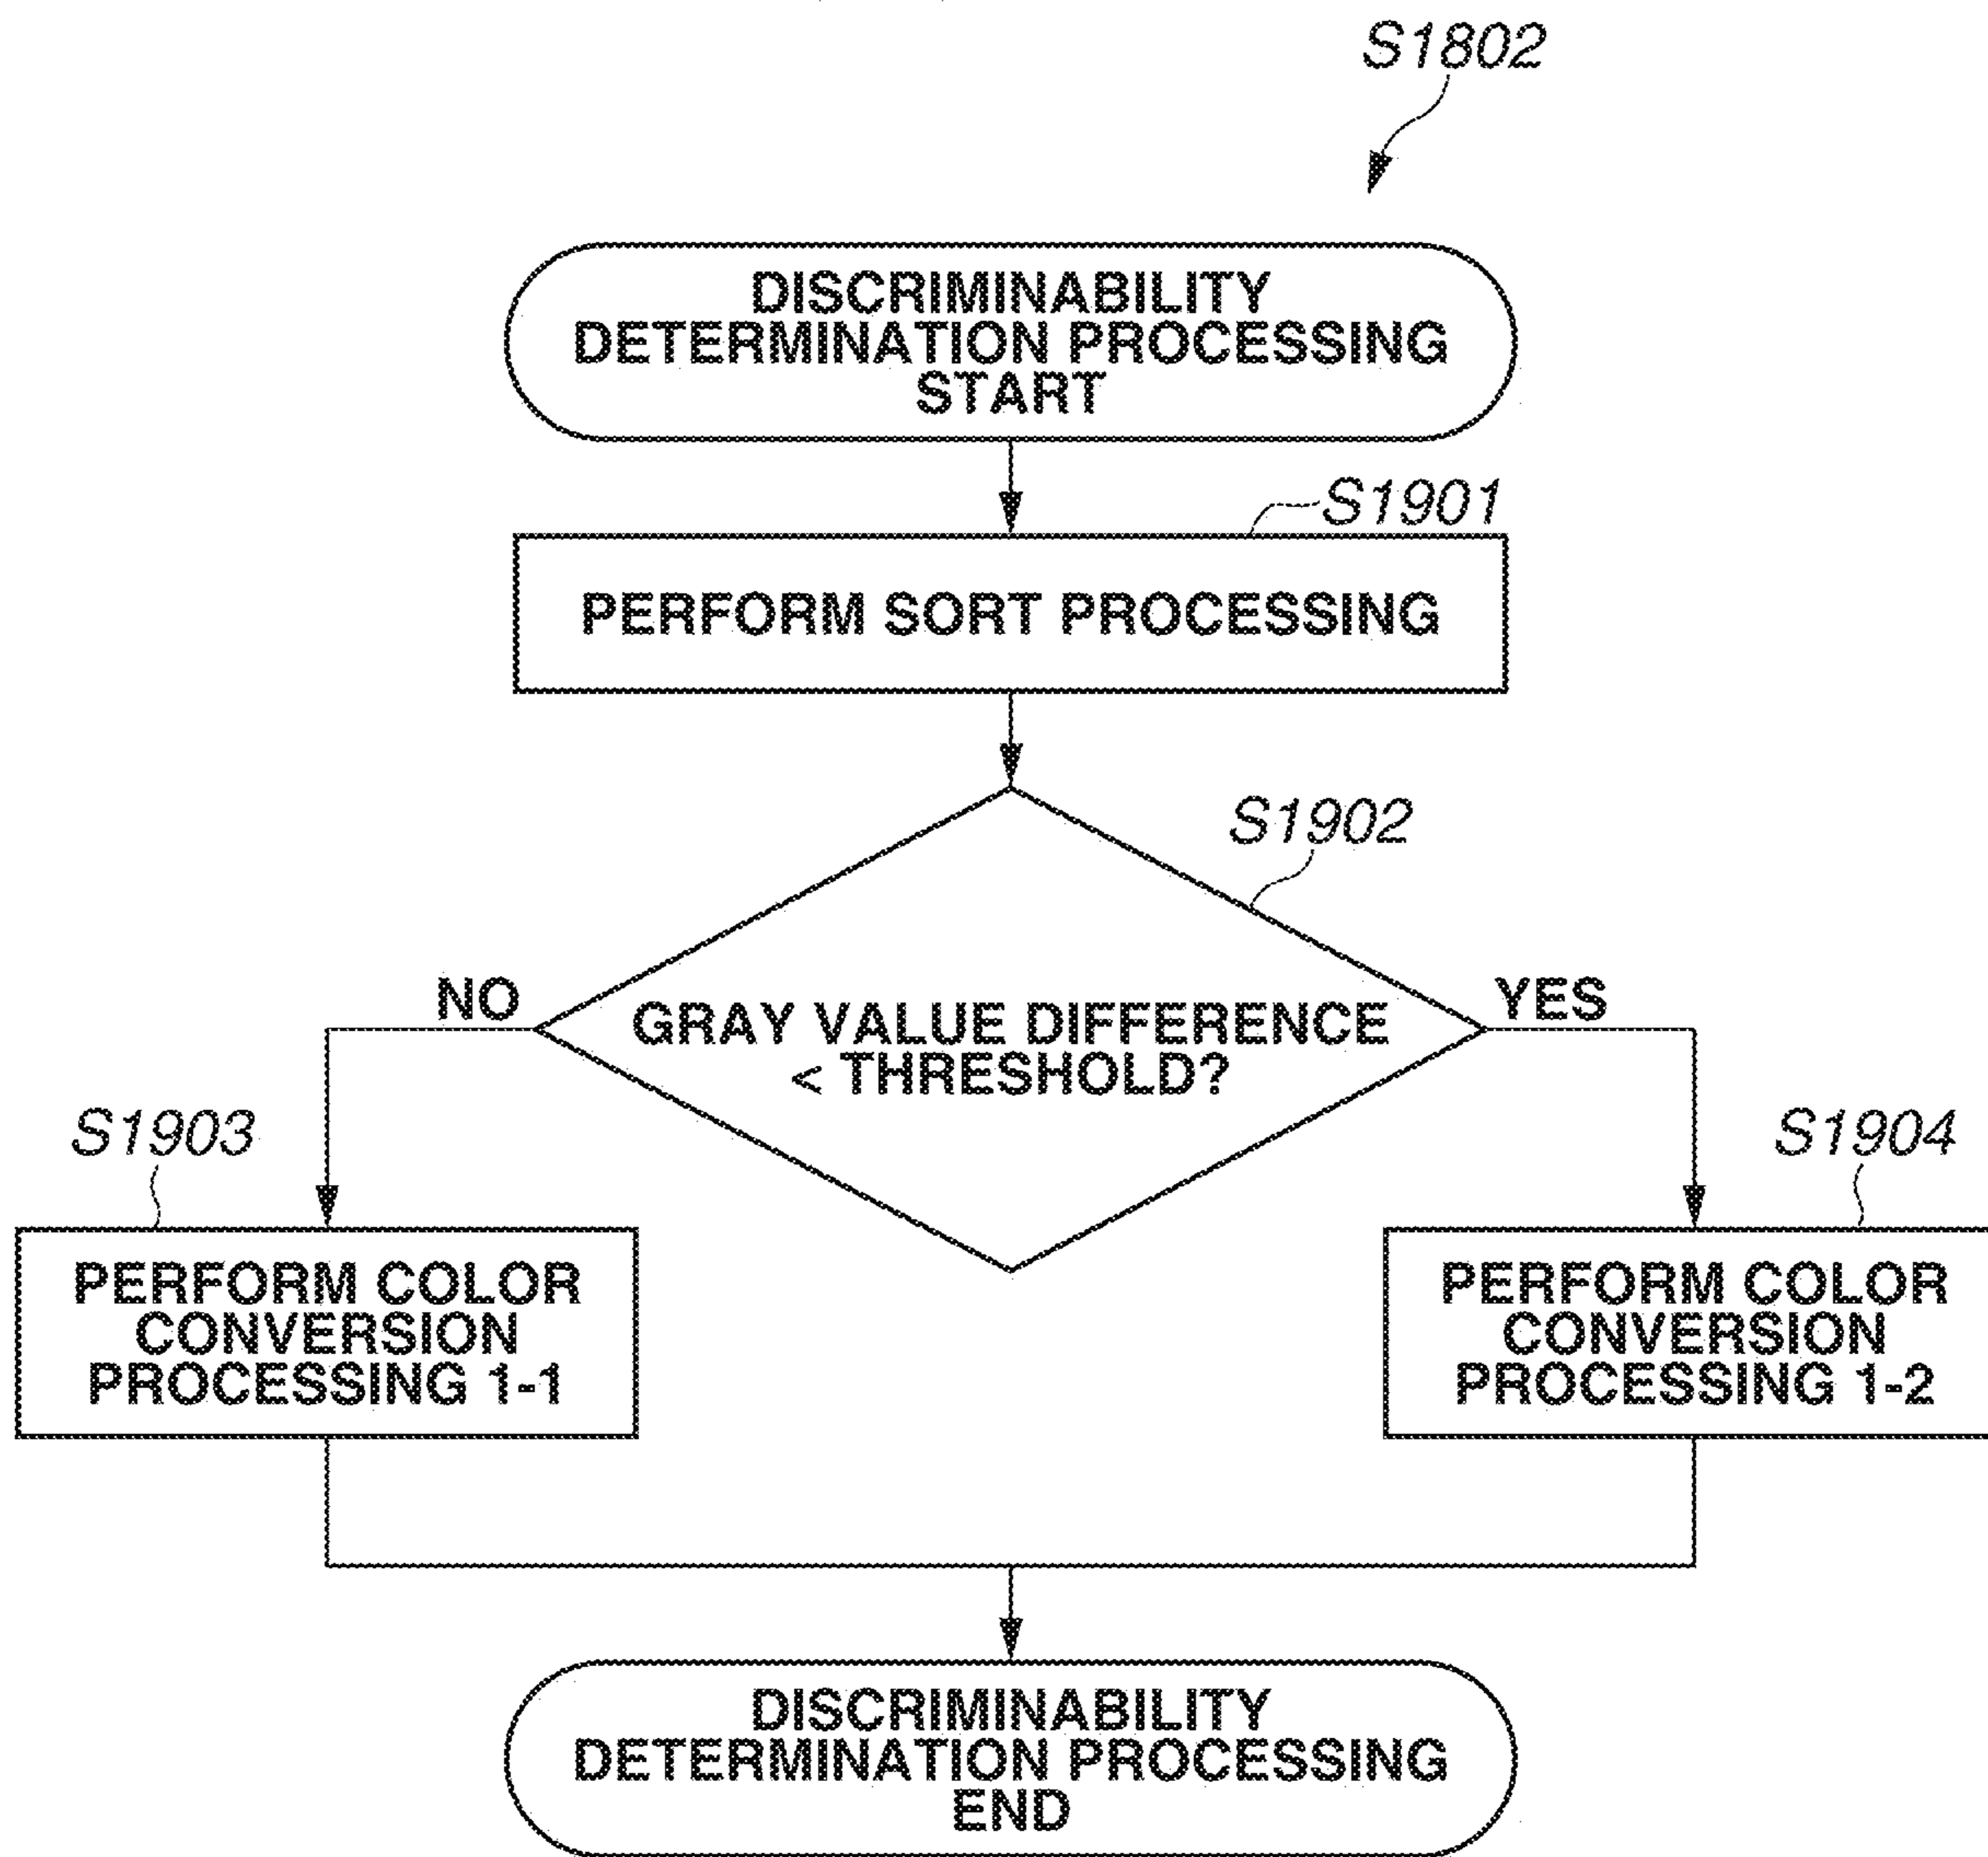 S1802
DISCRIMINABILITY
DETERMINATION PROCESSING
START
S1901
PERFORM SORT PROCESSING
S1902
NO
GRAY VALUE DIFFERENCE
< THRESHOLD?
YES
S1903
PERFORM COLOR
CONVERSION
PROCESSING 1-1
S1904
PERFORM COLOR
CONVERSION
PROCESSING 1-2
DISCRIMINABILITY
DETERMINATION PROCESSING
END